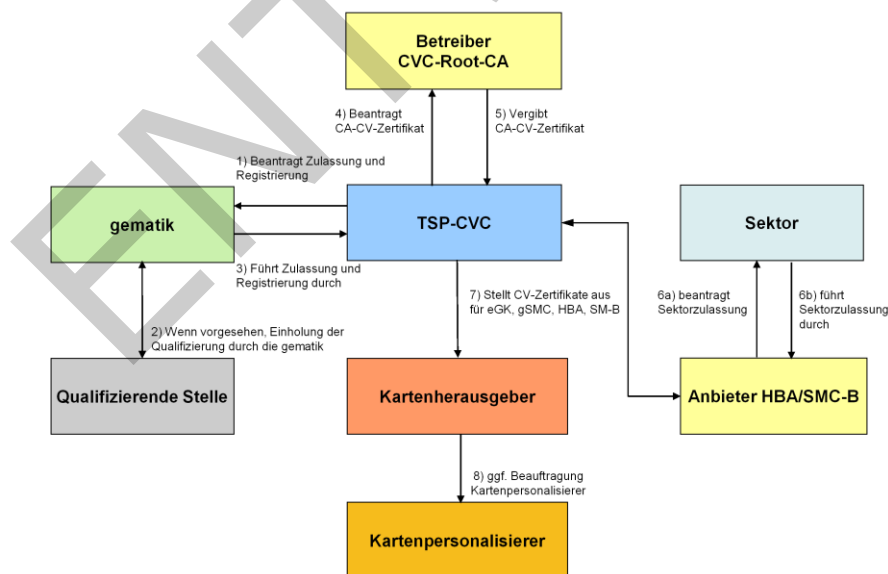 Betreiber
CVC-Root-CA
4) Beantragt
CA-CV-Zertifikat
5) Vergibt
CA-CV-Zertifikat
1) Beantragt Zulassung und
Registrierung
gematik
TSP-CVC
Sektor
3) Führt Zulassung und
Registrierung durch
7) Stellt CV-Zertifikate aus
für eGK, gSMC, HBA, SM-B
6a) beantragt
Sektorzulassung
6b) führt
Sektorzulassung
durch
2) Wenn vorgesehen, Einholung der
Qualifizierung durch die gematik
Qualifizierende Stelle
Kartenherausgeber
Anbieter HBA/SMC-B
8) ggf. Beauftragung
Kartenpersonalisierer
Kartenpersonalisierer
ENT